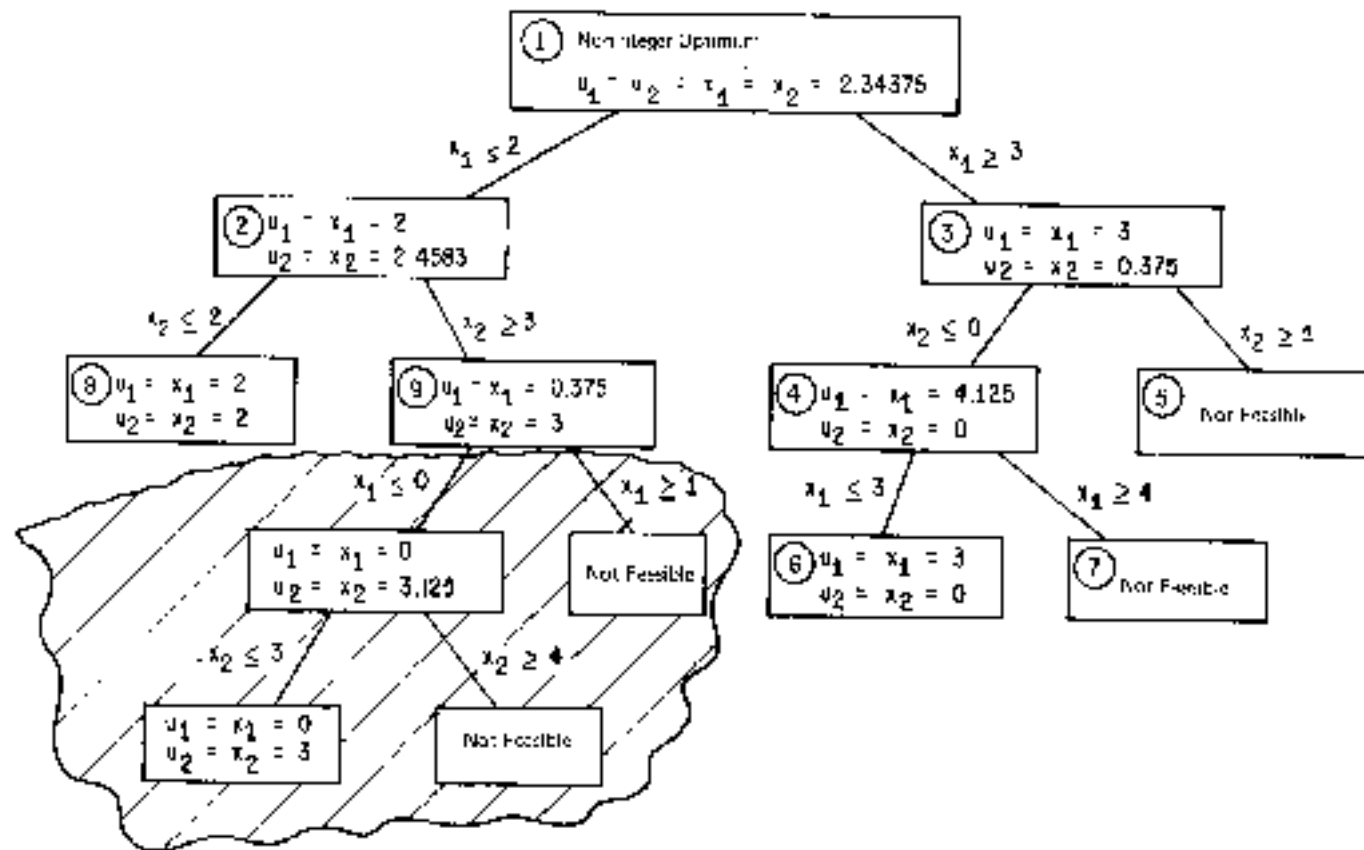 1 Noninteger Optimum
u1 = u2 = x1 = x2 = 2.34375
x1 ≤ 2
x1 ≥ 3
2 u1 = x1 = 2
u2 = x2 = 2.4583
3 u1 = x1 = 3
u2 = x2 = 0.375
x2 ≤ 2
x2 ≥ 3
x2 ≤ 0
x2 ≥ 1
8 u1 = x1 = 2
u2 = x2 = 2
9 u1 = x1 = 0.375
u2 = x2 = 3
4 u1 = x1 = 4.125
u2 = x2 = 0
5
Not Feasible
x1 ≤ 0
x1 ≥ 1
x1 ≤ 3
x1 ≥ 4
u1 = x1 = 0
u2 = x2 = 3.125
Not Feasible
6 u1 = x1 = 3
u2 = x2 = 0
7
Not Feasible
x2 ≤ 3
x2 ≥ 4
u1 = x1 = 0
u2 = x2 = 3
Not Feasible